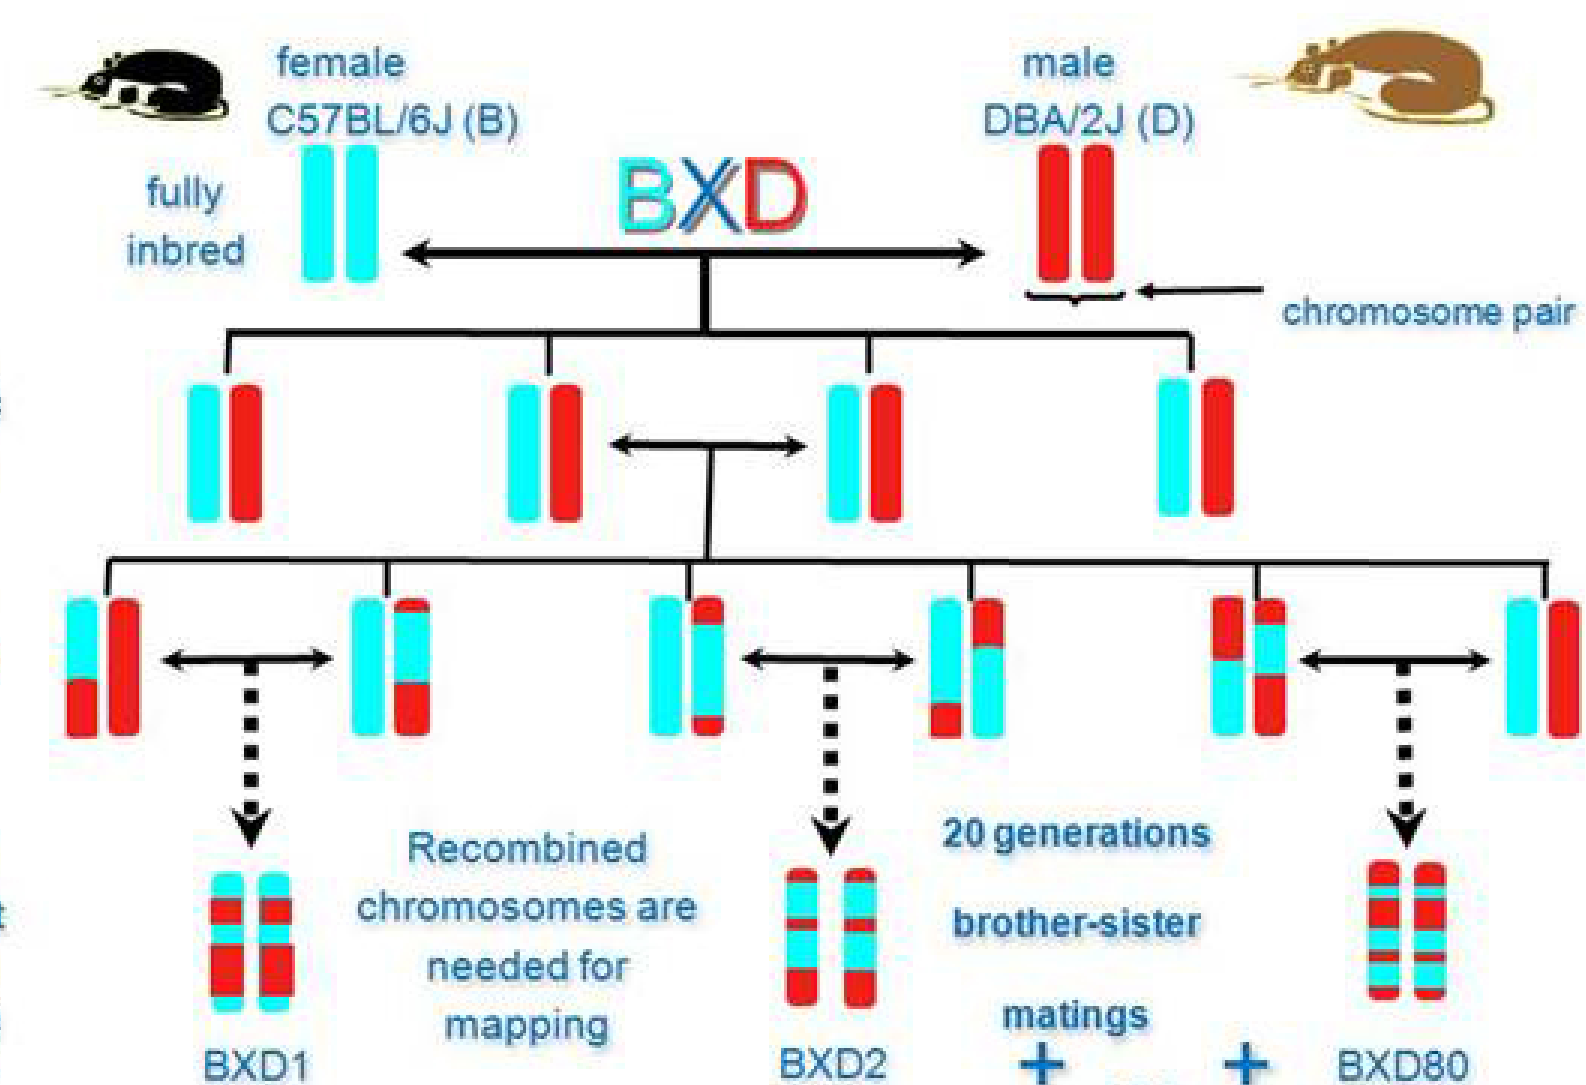 female
C57BL/6J (B)
male
DBA/2J (D)
fully
inbred
BXD
chromosome pair
Recombined
chromosomes are
needed for
mapping
20 generations
brother-sister
matings
BXD1
BXD2
+
+
BXD80